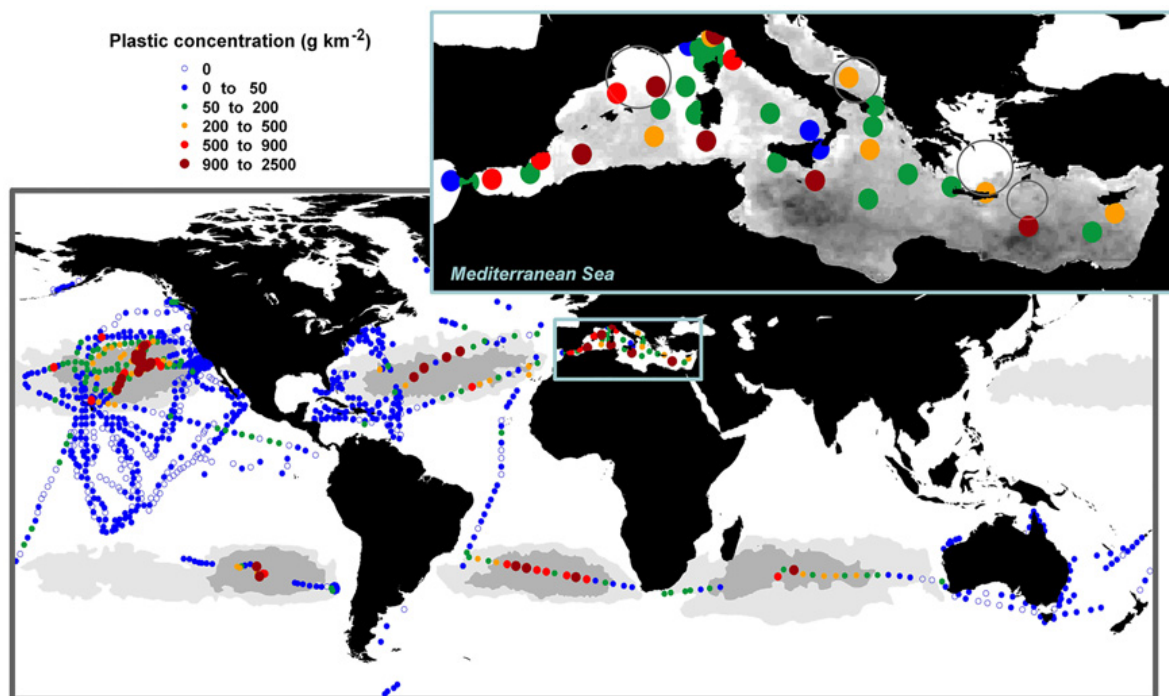 Plastic concentration (g km⁻²)
0
0 to 50
50 to 200
200 to 500
500 to 900
900 to 2500
Mediterranean Sea